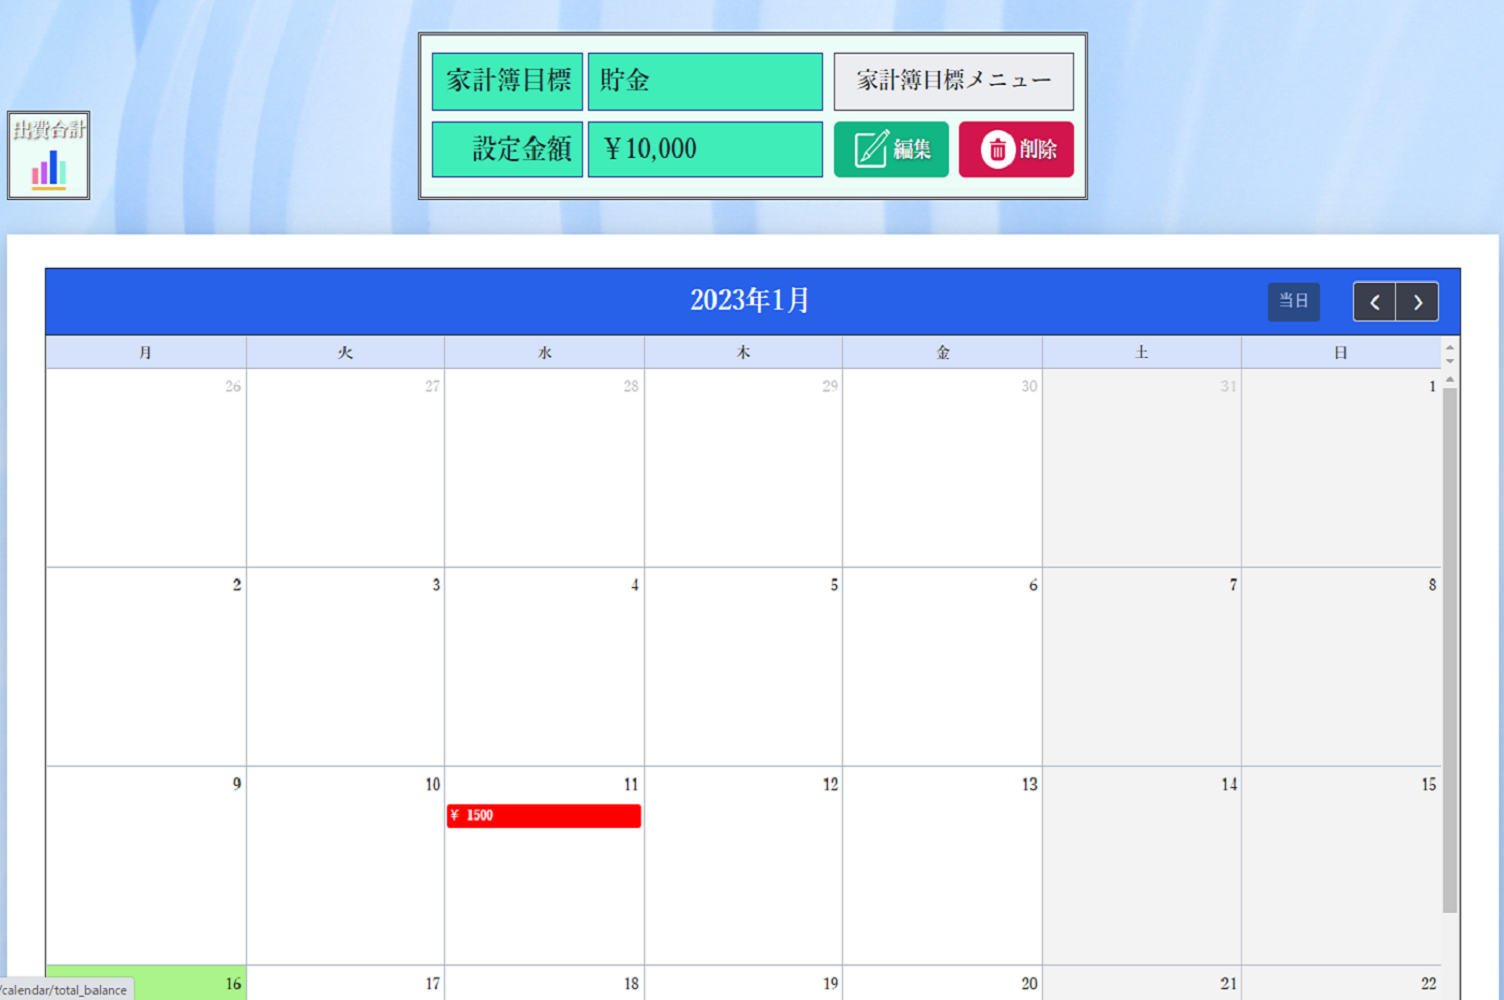 家計簿目標 貯金 家計簿目標メニュー
出費合計
設定金額 ￥10,000 編集 削除
2023年1月 当日
月 火 水 木 金 土 日
26 27 28 29 30 31 1
2 3 4 5 6 7 8
9 10 11 12 13 14 15
¥ 1500
16 17 18 19 20 21 22
/calendar/total_balance